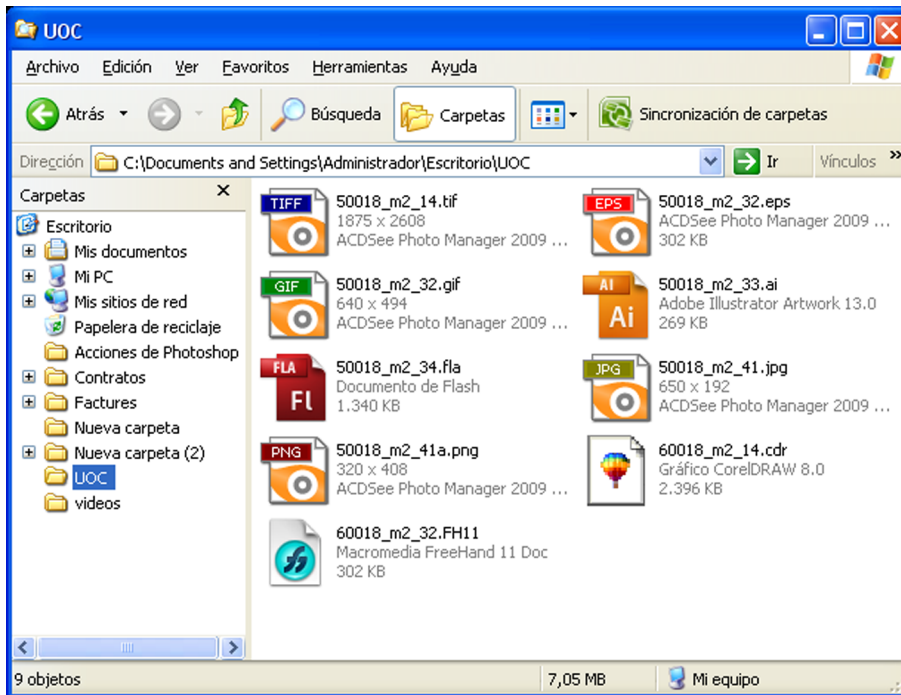 UOC
Archivo Edición Ver Favoritos Herramientas Ayuda
Atrás Búsqueda Carpetas Sincronización de carpetas
Dirección C:\Documents and Settings\Administrador\Escritorio\UOC Ir Vínculos »
Carpetas X
Escritorio
Mis documentos
Mi PC
Mis sitios de red
Papelera de reciclaje
Acciones de Photoshop
Contratos
Factures
Nueva carpeta
Nueva carpeta (2)
UOC
videos
TIFF
50018_m2_14.tif
1875 x 2608
ACDSee Photo Manager 2009 ...
EPS
50018_m2_32.eps
ACDSee Photo Manager 2009 ...
302 KB
GIF
50018_m2_32.gif
640 x 494
ACDSee Photo Manager 2009 ...
AI
Ai
50018_m2_33.ai
Adobe Illustrator Artwork 13.0
269 KB
FLA
FL
50018_m2_34.fla
Documento de Flash
1.340 KB
JPG
50018_m2_41.jpg
650 x 192
ACDSee Photo Manager 2009 ...
PNG
50018_m2_41a.png
320 x 408
ACDSee Photo Manager 2009 ...
60018_m2_14.cdr
Gráfico CorelDRAW 8.0
2.396 KB
60018_m2_32.FH11
Macromedia FreeHand 11 Doc
302 KB
9 objetos 7,05 MB Mi equipo